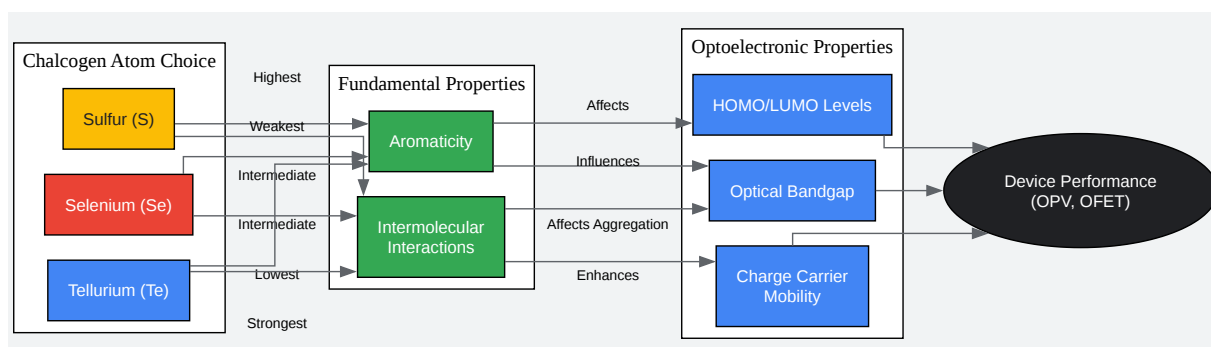 Chalcogen Atom Choice
Sulfur (S)
Selenium (Se)
Tellurium (Te)
Highest
Weakest
Intermediate
Intermediate
Lowest
Strongest
Fundamental Properties
Aromaticity
Intermolecular
Interactions
Affects
Influences
Affects Aggregation
Enhances
Optoelectronic Properties
HOMO/LUMO Levels
Optical Bandgap
Charge Carrier
Mobility
Device Performance
(OPV, OFET)